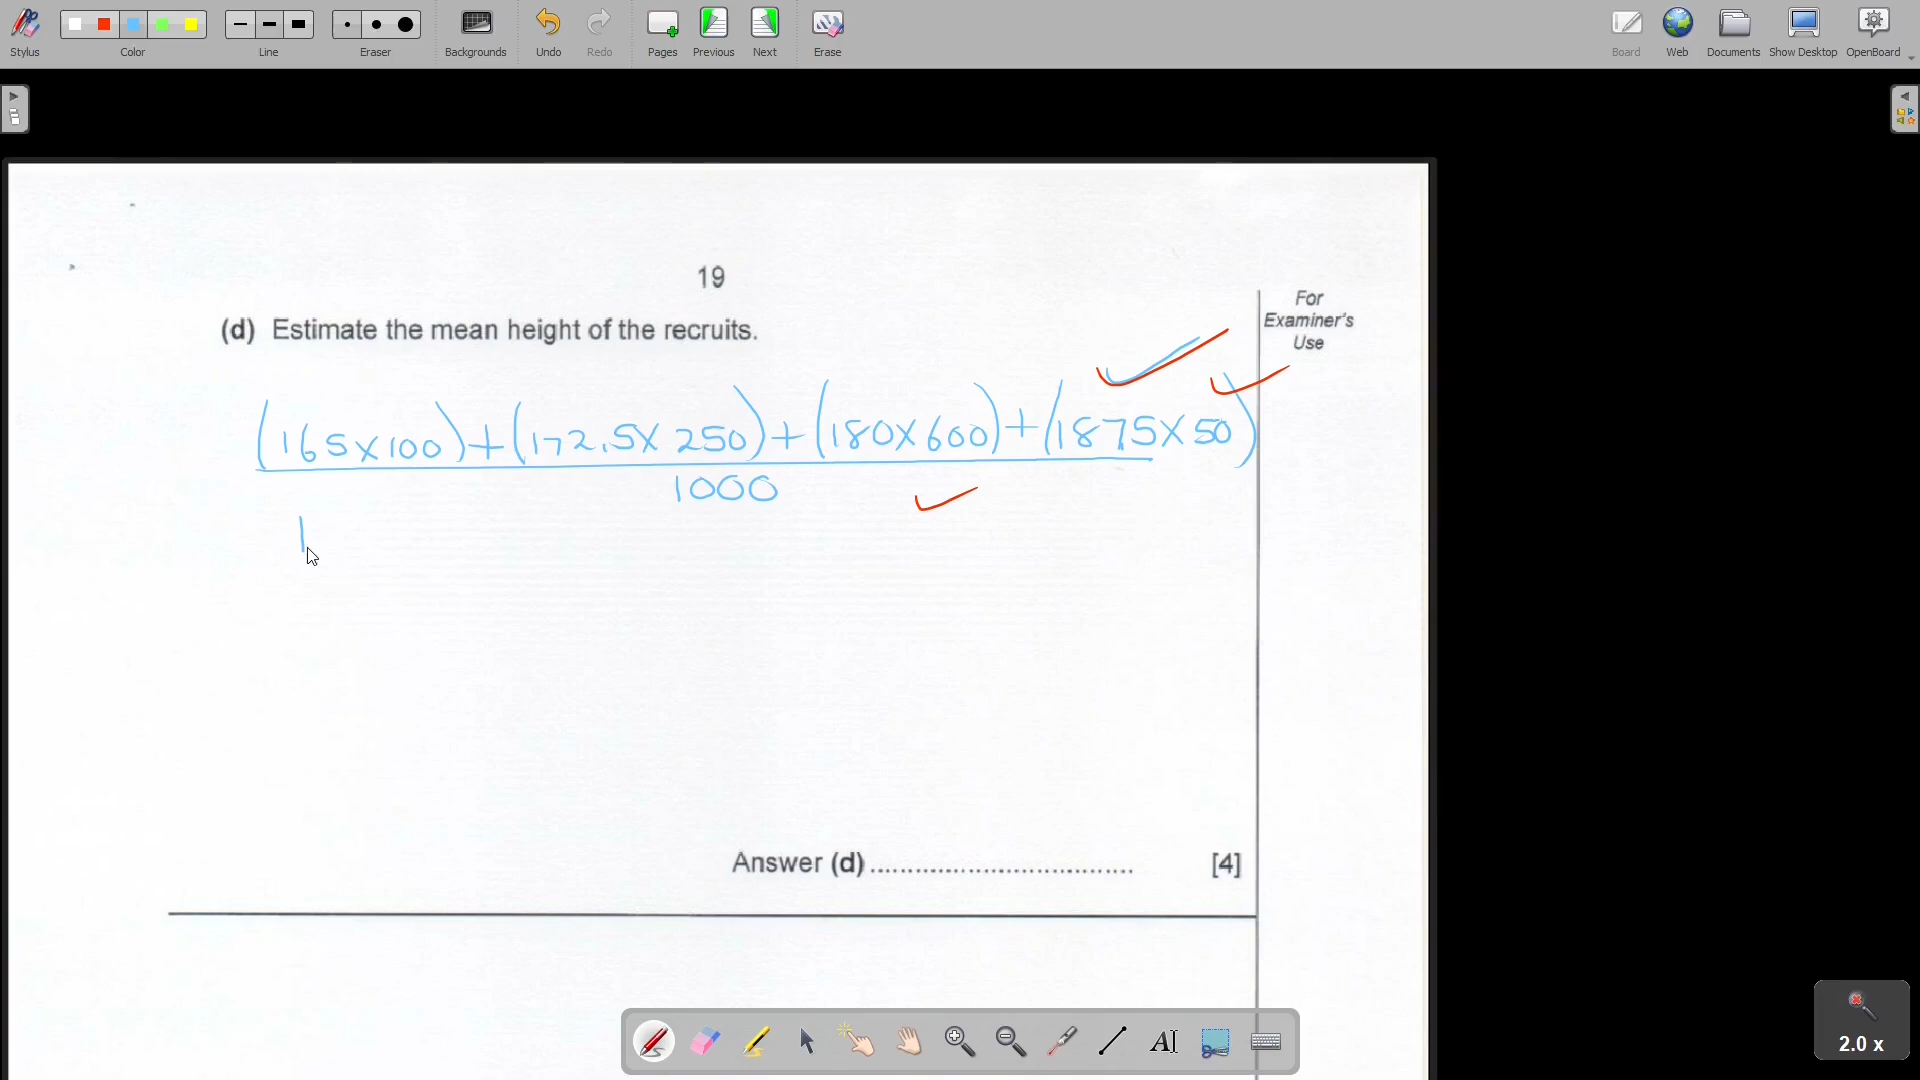 Stylus
Color
Line
Eraser
Backgrounds
Undo
Redo
Pages
Previous
Next
Erase
Board
Web
Documents
Show Desktop
OpenBoard
19
For
Examiner's
Use
(d) Estimate the mean height of the recruits.
(165x100)+(172.5x250)+(180x600)+(187.5x50)
1000
1
Answer (d) ....................................
[4]
AI
2.0 x